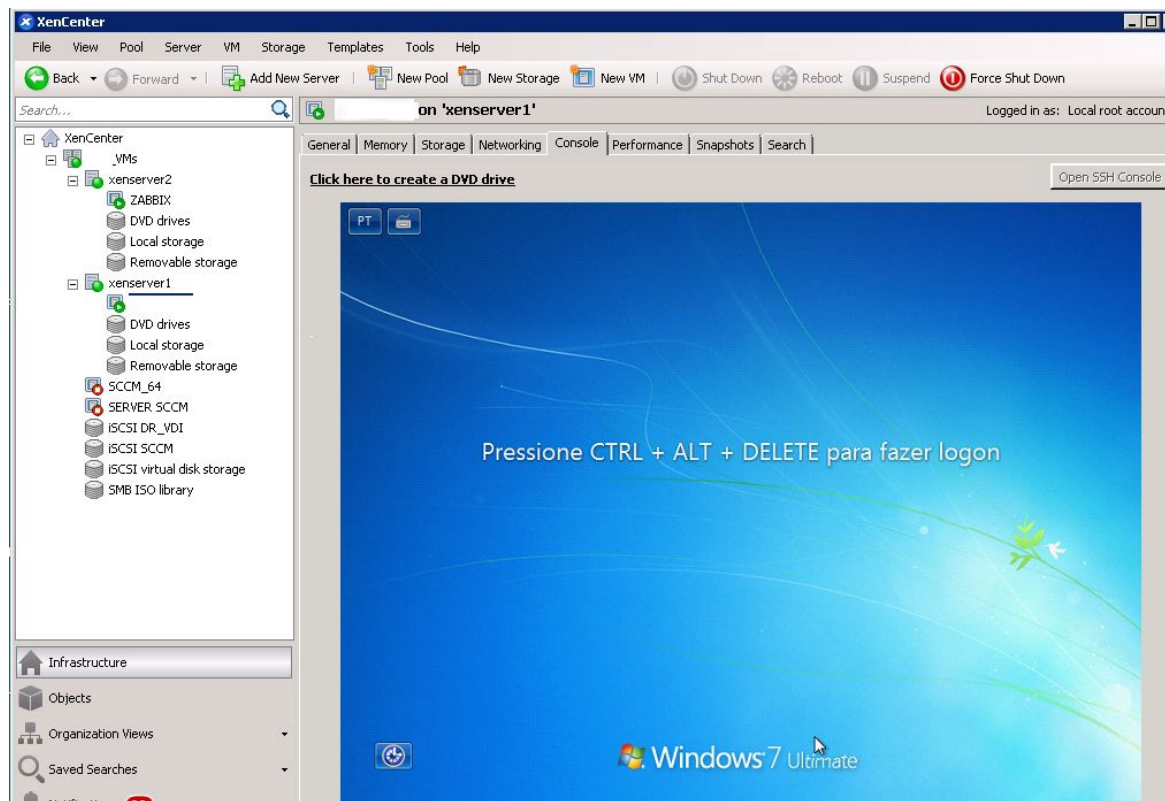 XenCenter
File View Pool Server VM Storage Templates Tools Help
Back Forward Add New Server New Pool New Storage New VM Shut Down Reboot Suspend Force Shut Down
Search...
on 'xenserver1'
Logged in as: Local root accoun
XenCenter
_VMs
xenserver2
ZABBIX
DVD drives
Local storage
Removable storage
xenserver1
DVD drives
Local storage
Removable storage
SCCM_64
SERVER SCCM
iSCSI DR_VDI
iSCSI SCCM
iSCSI virtual disk storage
SMB ISO library
Infrastructure
Objects
Organization Views
Saved Searches
General Memory Storage Networking Console Performance Snapshots Search
Click here to create a DVD drive
Open SSH Console
PT
Pressione CTRL + ALT + DELETE para fazer logon
Windows 7 Ultimate